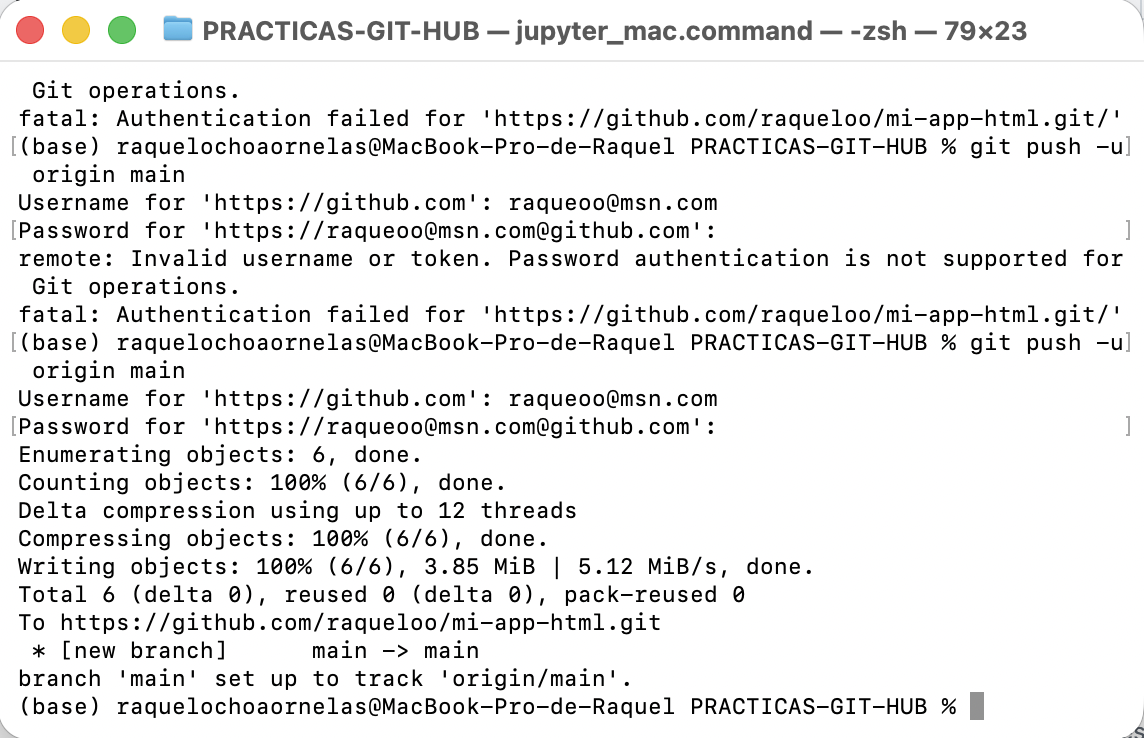 PRACTICAS-GIT-HUB — jupyter_mac.command — -zsh — 79×23
Git operations.
fatal: Authentication failed for 'https://github.com/raqueloo/mi-app-html.git/'
[(base) raquelochoaornelas@MacBook-Pro-de-Raquel PRACTICAS-GIT-HUB % git push -u]
origin main
Username for 'https://github.com': raqueoo@msn.com
[Password for 'https://raqueoo@msn.com@github.com': ]
remote: Invalid username or token. Password authentication is not supported for
Git operations.
fatal: Authentication failed for 'https://github.com/raqueloo/mi-app-html.git/'
[(base) raquelochoaornelas@MacBook-Pro-de-Raquel PRACTICAS-GIT-HUB % git push -u]
origin main
Username for 'https://github.com': raqueoo@msn.com
[Password for 'https://raqueoo@msn.com@github.com': ]
Enumerating objects: 6, done.
Counting objects: 100% (6/6), done.
Delta compression using up to 12 threads
Compressing objects: 100% (6/6), done.
Writing objects: 100% (6/6), 3.85 MiB | 5.12 MiB/s, done.
Total 6 (delta 0), reused 0 (delta 0), pack-reused 0
To https://github.com/raqueloo/mi-app-html.git
* [new branch]      main -> main
branch 'main' set up to track 'origin/main'.
(base) raquelochoaornelas@MacBook-Pro-de-Raquel PRACTICAS-GIT-HUB %